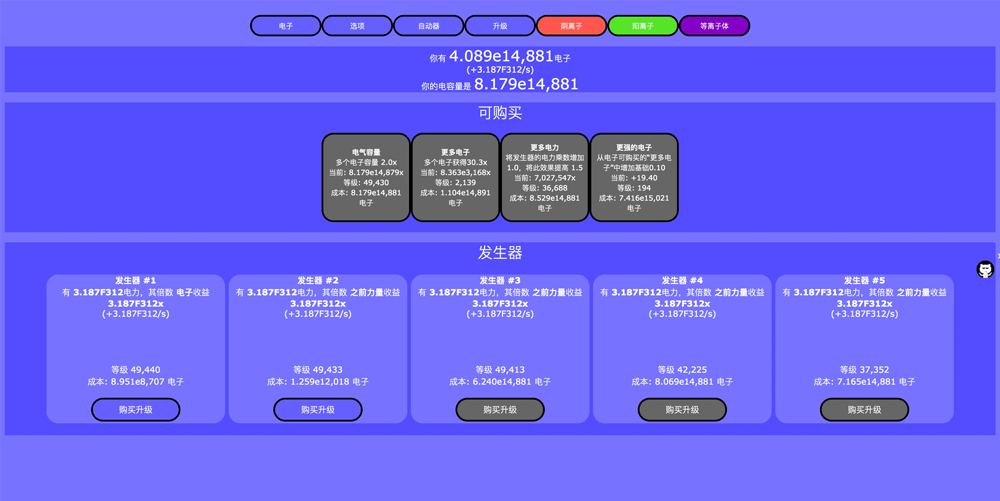 电子 选项 自动器 升级 阴离子 阳离子 等离子体
你有 4.089e14,881电子
(+3.187F312/s)
你的电容量是 8.179e14,881
可购买
电气容量
多个电子容量 2.0x
当前: 8.179e14,879x
等级: 49,430
成本: 8.179e14,881
电子
更多电子
多个电子获得30.3x
当前: 8.363e3,168x
等级: 2,139
成本: 1.104e14,891
电子
更多电力
将发生器的电力乘数增加
1.0，将此效果提高 1.5
当前: 7,027,547x
等级: 36,688
成本: 8.529e14,881
电子
更强的电子
从电子可购买的"更多电
子"中增加基础0.10
当前: +19.40
等级: 194
成本: 7.416e15,021
电子
发生器
发生器 #1
有 3.187F312电力，其倍数 电子收益
3.187F312x
(+3.187F312/s)
等级 49,440
成本: 8.951e8,707 电子
购买升级
发生器 #2
有 3.187F312电力，其倍数 之前力量收益
3.187F312x
(+3.187F312/s)
等级 49,433
成本: 1.259e12,018 电子
购买升级
发生器 #3
有 3.187F312电力，其倍数 之前力量收益
3.187F312x
(+3.187F312/s)
等级 49,413
成本: 6.240e14,881 电子
购买升级
发生器 #4
有 3.187F312电力，其倍数 之前力量收益
3.187F312x
(+3.187F312/s)
等级 42,225
成本: 8.069e14,881 电子
购买升级
发生器 #5
有 3.187F312电力，其倍数 之前力量收益
3.187F312x
(+3.187F312/s)
等级 37,352
成本: 7.165e14,881 电子
购买升级